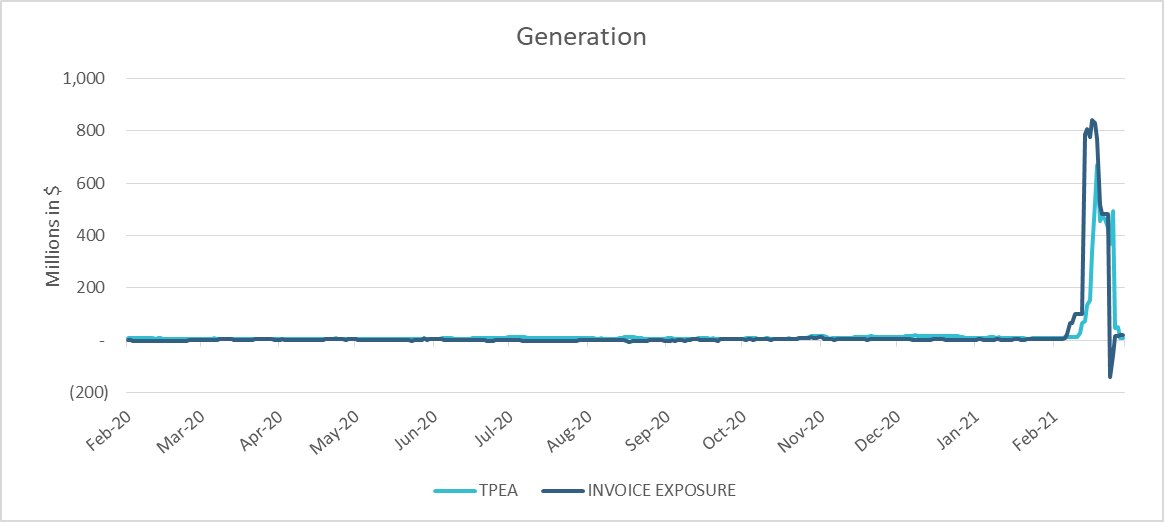 Generation
Millions in $
1,000
800
600
400
200
-
(200)
Feb-20 Mar-20 Apr-20 May-20 Jun-20 Jul-20 Aug-20 Sep-20 Oct-20 Nov-20 Dec-20 Jan-21 Feb-21
TPEA INVOICE EXPOSURE